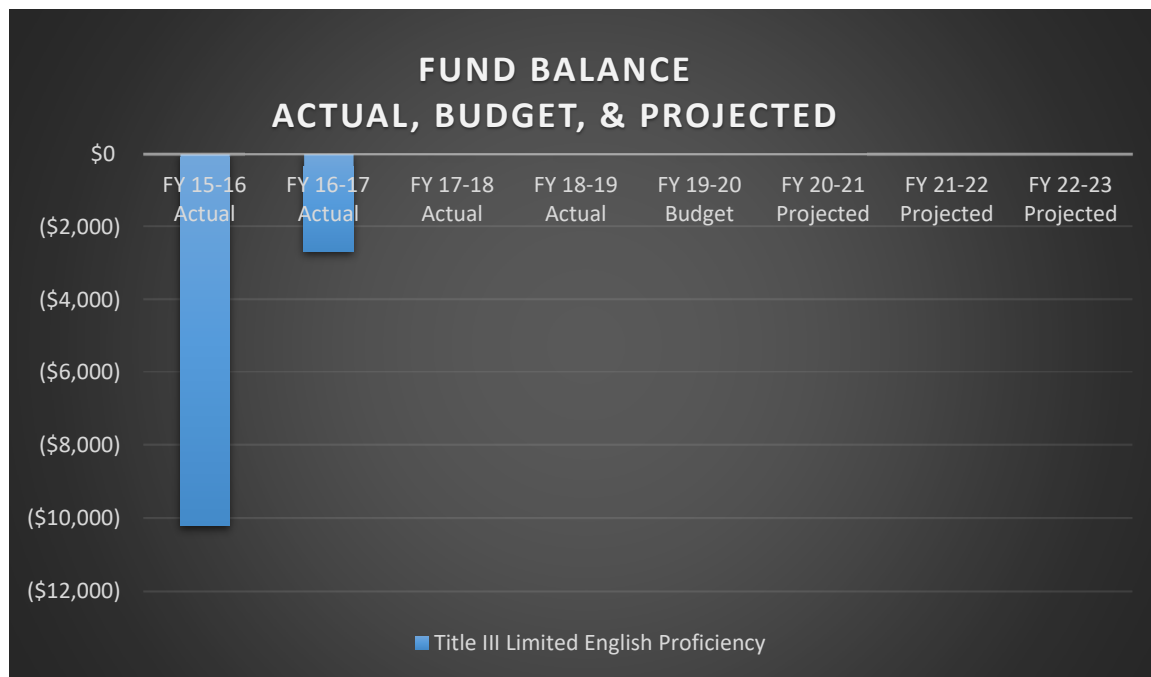 FUND BALANCE
ACTUAL, BUDGET, & PROJECTED
$0
($2,000)
($4,000)
($6,000)
($8,000)
($10,000)
($12,000)
FY 15-16
Actual
FY 16-17
Actual
FY 17-18
Actual
FY 18-19
Actual
FY 19-20
Budget
FY 20-21
Projected
FY 21-22
Projected
FY 22-23
Projected
Title III Limited English Proficiency